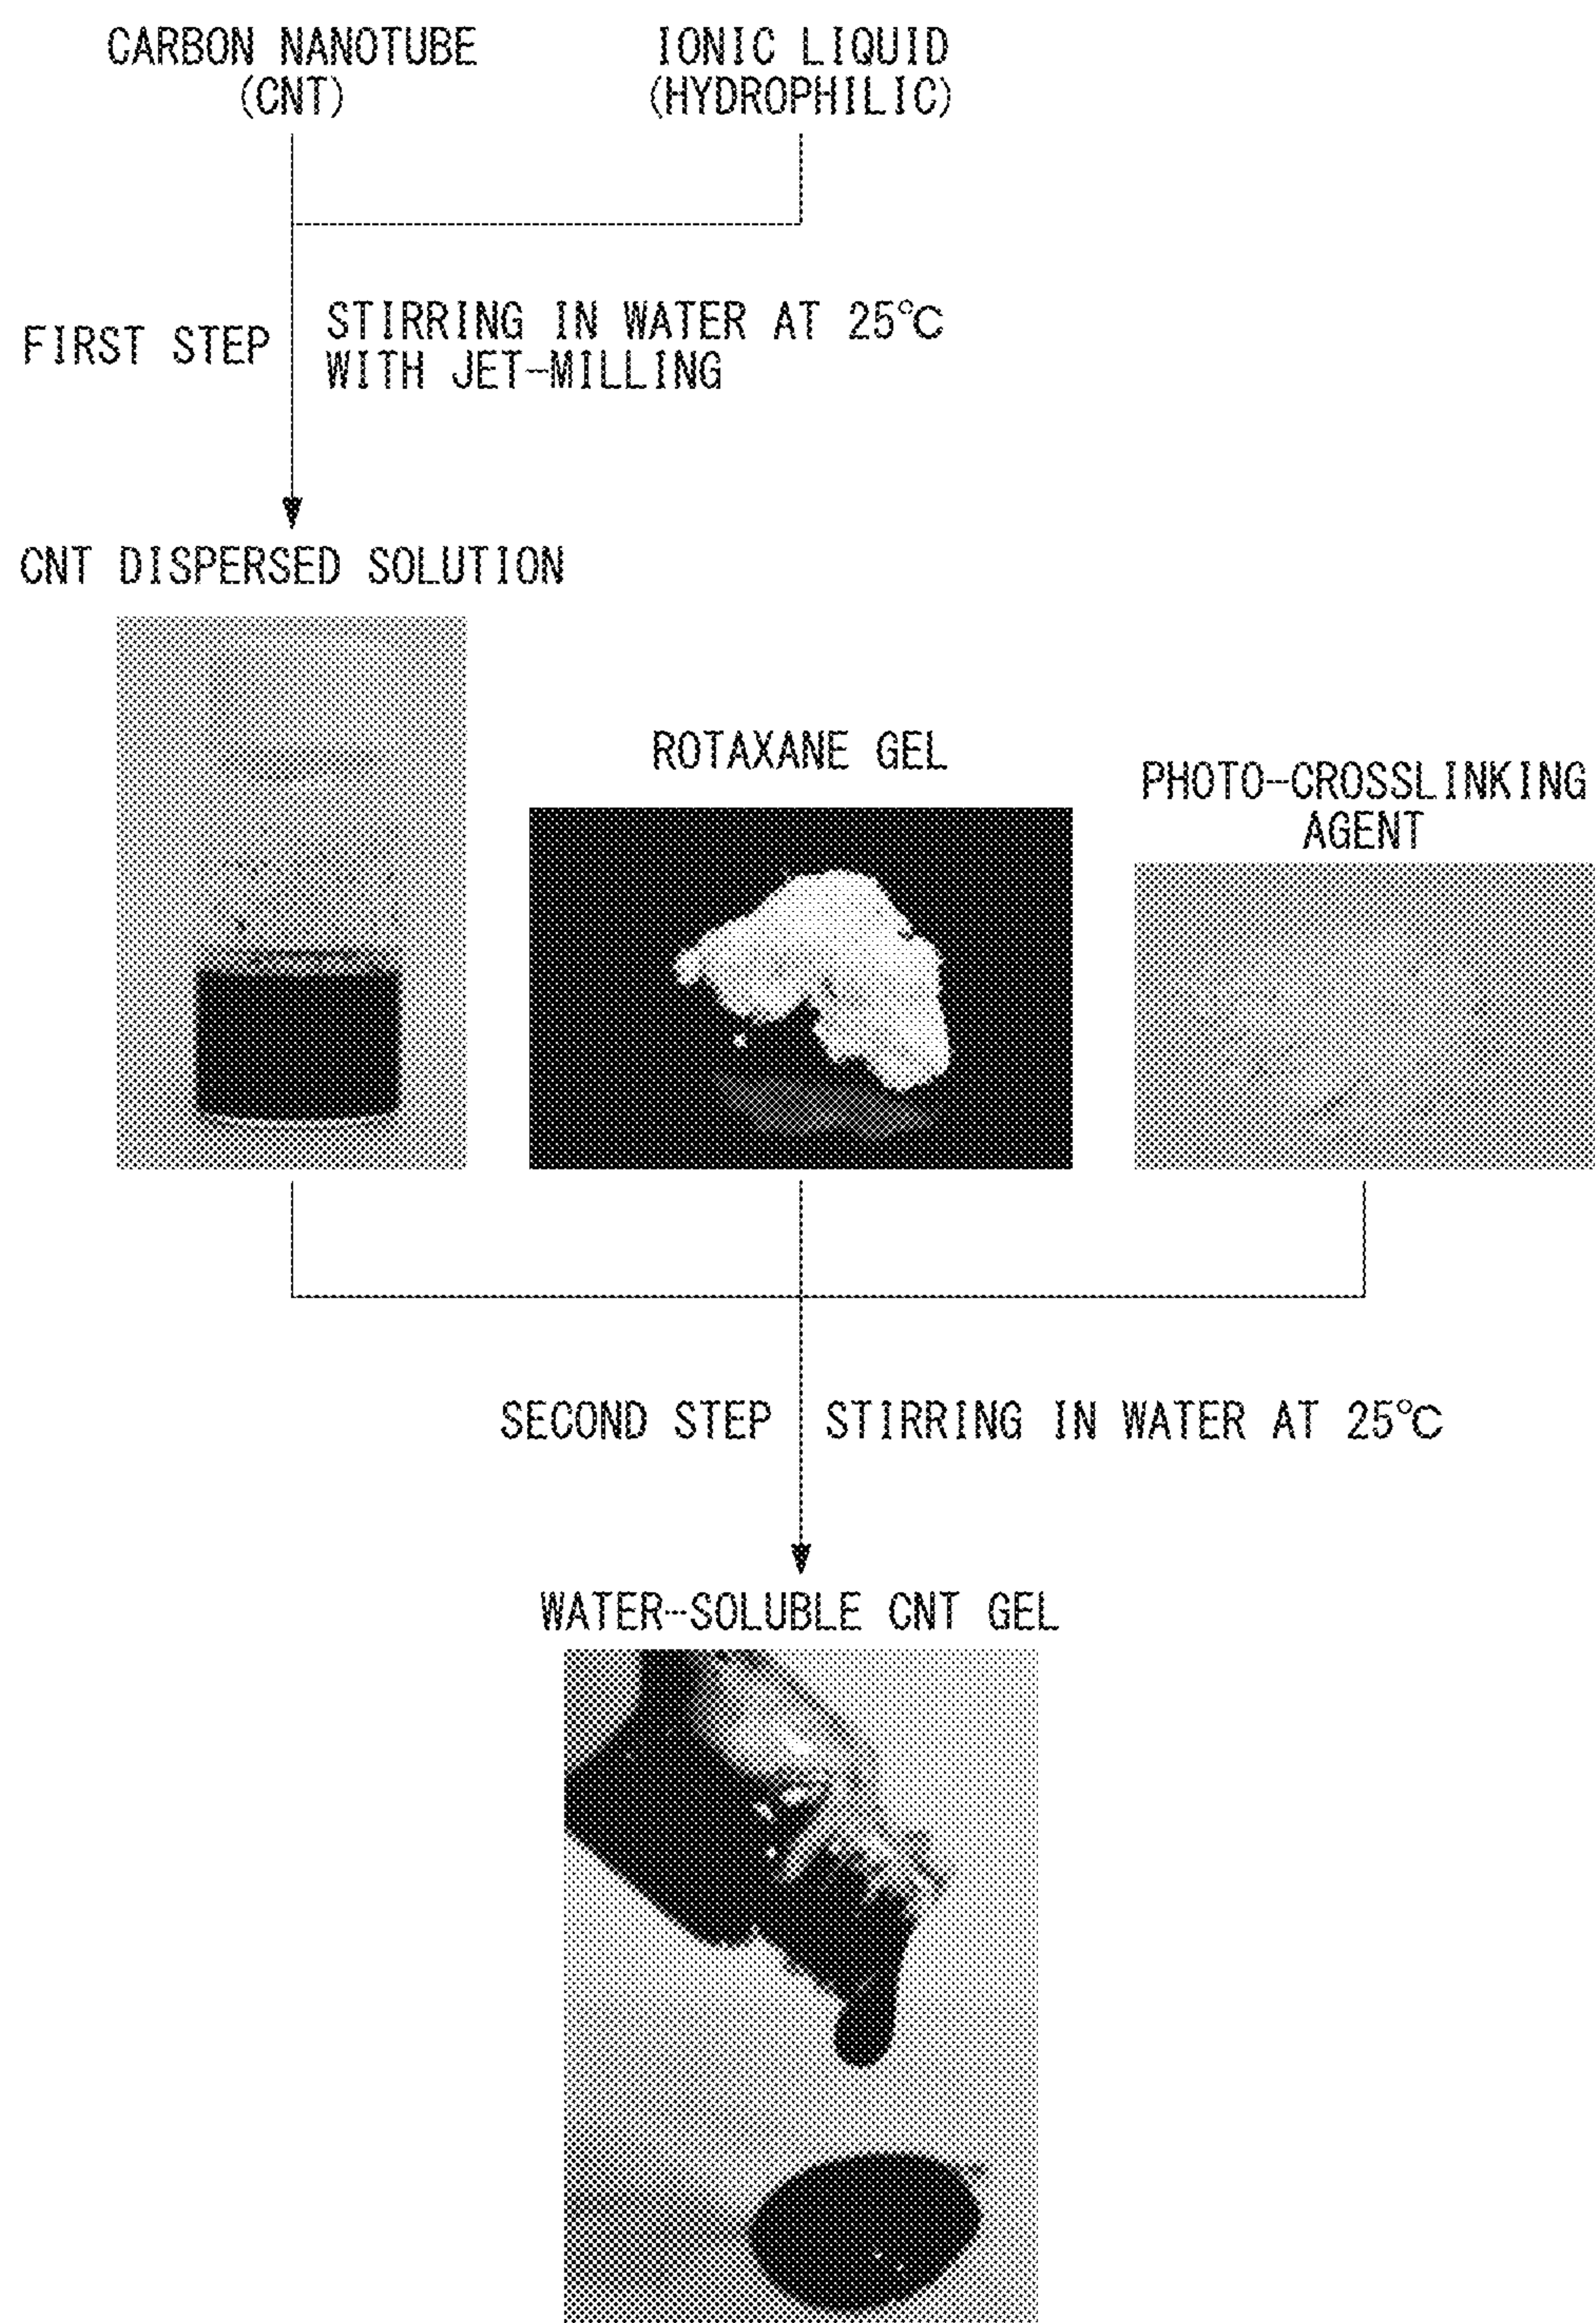 CARBON NANOTUBE
(CNT)
IONIC LIQUID
(HYDROPHILIC)
FIRST STEP
STIRRING IN WATER AT 25℃
WITH JET-MILLING
CNT DISPERSED SOLUTION
ROTAXANE GEL
PHOTO-CROSSLINKING
AGENT
SECOND STEP
STIRRING IN WATER AT 25℃
WATER-SOLUBLE CNT GEL